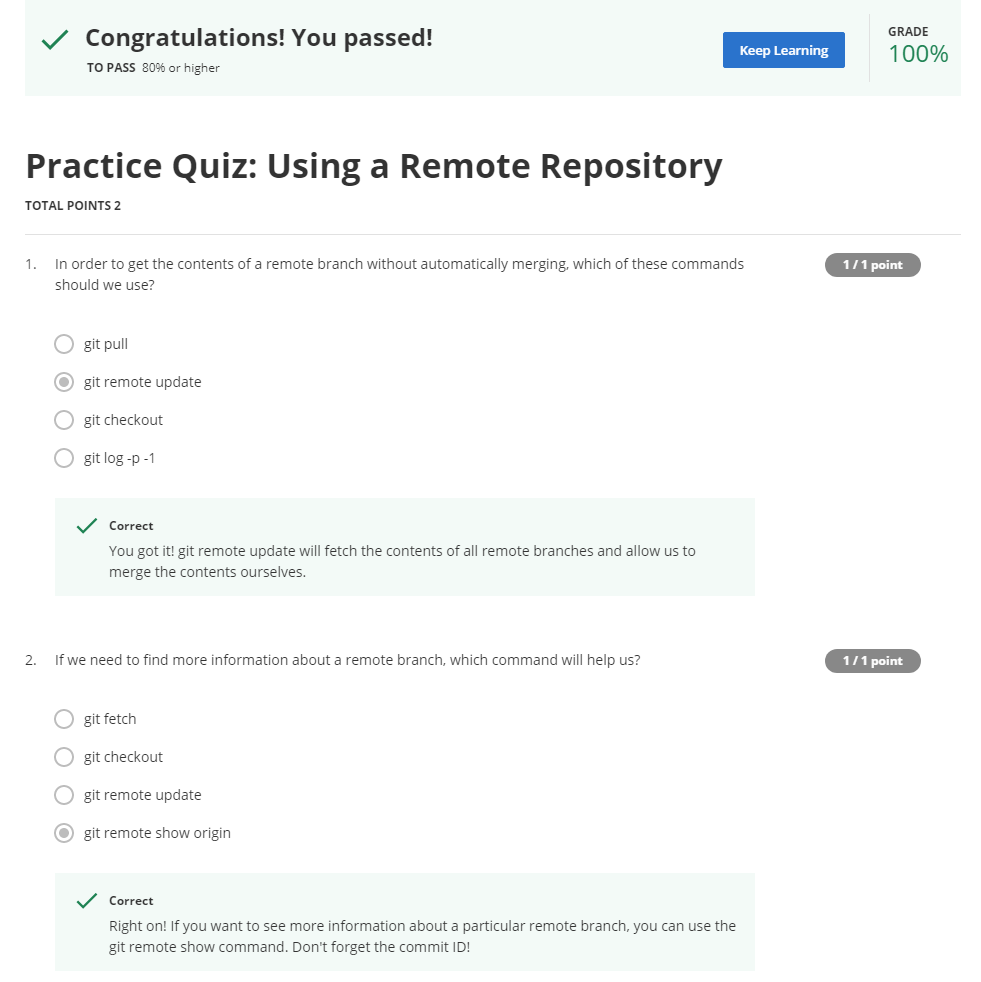 Congratulations! You passed!
TO PASS 80% or higher
Keep Learning
GRADE
100%
Practice Quiz: Using a Remote Repository
TOTAL POINTS 2
1. In order to get the contents of a remote branch without automatically merging, which of these commands
should we use?
1 / 1 point
git pull
git remote update
git checkout
git log -p -1
Correct
You got it! git remote update will fetch the contents of all remote branches and allow us to
merge the contents ourselves.
2. If we need to find more information about a remote branch, which command will help us?
1 / 1 point
git fetch
git checkout
git remote update
git remote show origin
Correct
Right on! If you want to see more information about a particular remote branch, you can use the
git remote show command. Don't forget the commit ID!